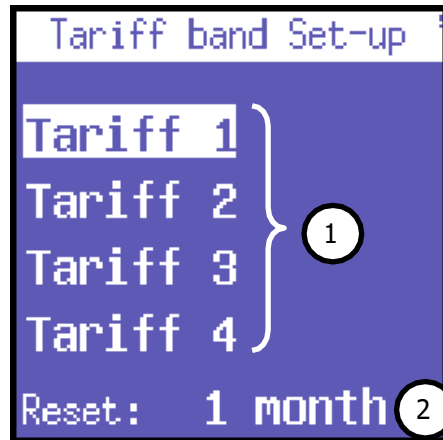 Tariff band Set-up
Tariff 1
Tariff 2
1
Tariff 3
Tariff 4
Reset: 1 month 2